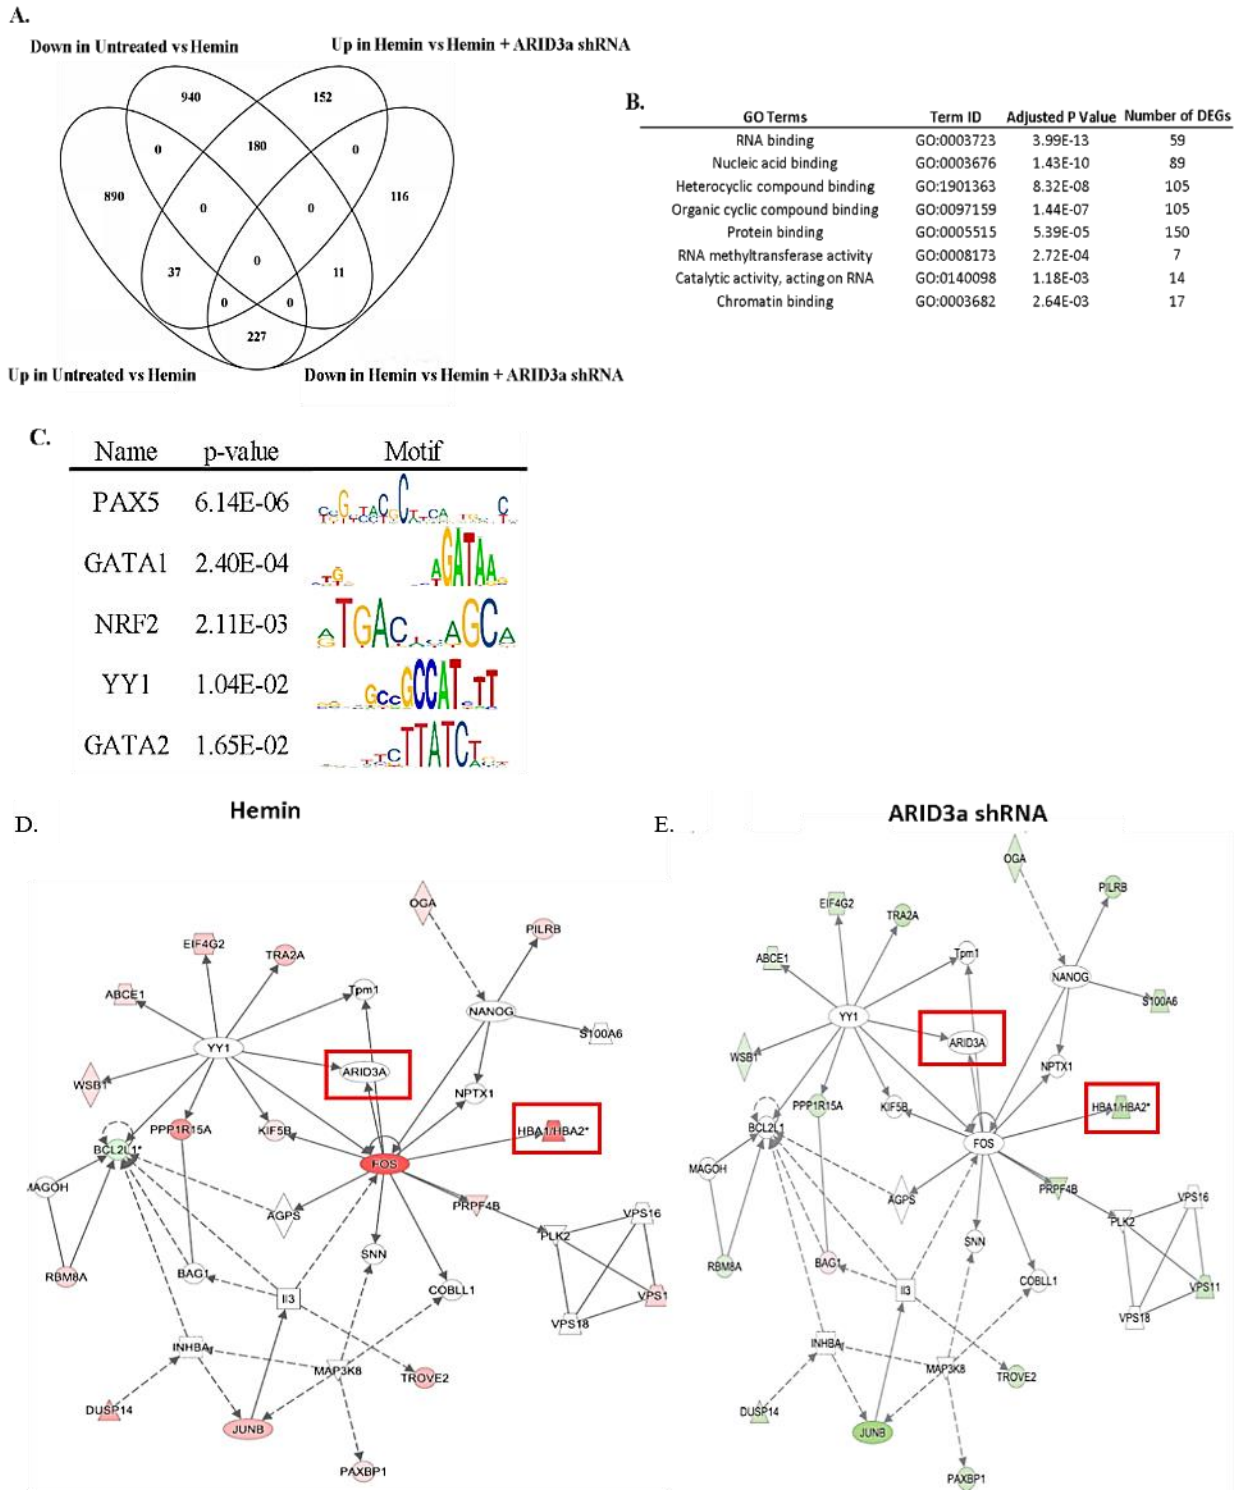 A.
Down in Untreated vs Hemin
Up in Hemin vs Hemin + ARID3a shRNA
940
152
0
180
0
890
0
0
116
37
0
11
0
0
227
Up in Untreated vs Hemin
Down in Hemin vs Hemin + ARID3a shRNA
B.
GO Terms Term ID Adjusted P Value Number of DEGs
RNA binding GO:0003723 3.99E-13 59
Nucleic acid binding GO:0003676 1.43E-10 89
Heterocyclic compound binding GO:1901363 8.32E-08 105
Organic cyclic compound binding GO:0097159 1.44E-07 105
Protein binding GO:0005515 5.39E-05 150
RNA methyltransferase activity GO:0008173 2.72E-04 7
Catalytic activity, acting on RNA GO:0140098 1.18E-03 14
Chromatin binding GO:0003682 2.64E-03 17
C.
Name p-value Motif
PAX5 6.14E-06
GATA1 2.40E-04 AGATAA
NRF2 2.11E-03 ATGAC AGCA
YY1 1.04E-02 GCCGCCAT TT
GATA2 1.65E-02 CTTATCT
D.
Hemin
OGA
EIF4G2
TRA2A
PILRB
ABCE1
Tpm1
NANOG
S100A6
YY1
ARID3A
WSB1
NPTX1
PPP1R15A
KIF5B
HBA1/HBA2*
BCL2L1*
FOS
MAGOH
AGPS
PRPF4B
VPS16
PLK2
SNN
RBM8A
BAG1
COBLL1
VPS1
Il3
VPS18
INHBA
MAP3K8
TROVE2
DUSP14
JUNB
PAXBP1
E.
ARID3a shRNA
OGA
EIF4G2
TRA2A
PILRB
ABCE1
Tpm1
NANOG
S100A6
YY1
ARID3A
WSB1
NPTX1
PPP1R15A
KIF5B
HBA1/HBA2*
BCL2L1
FOS
MAGOH
AGPS
PRPF4B
VPS16
PLK2
SNN
RBM8A
BAG1
COBLL1
VPS11
Il3
VPS18
INHBA
MAP3K8
TROVE2
DUSP14
JUNB
PAXBP1